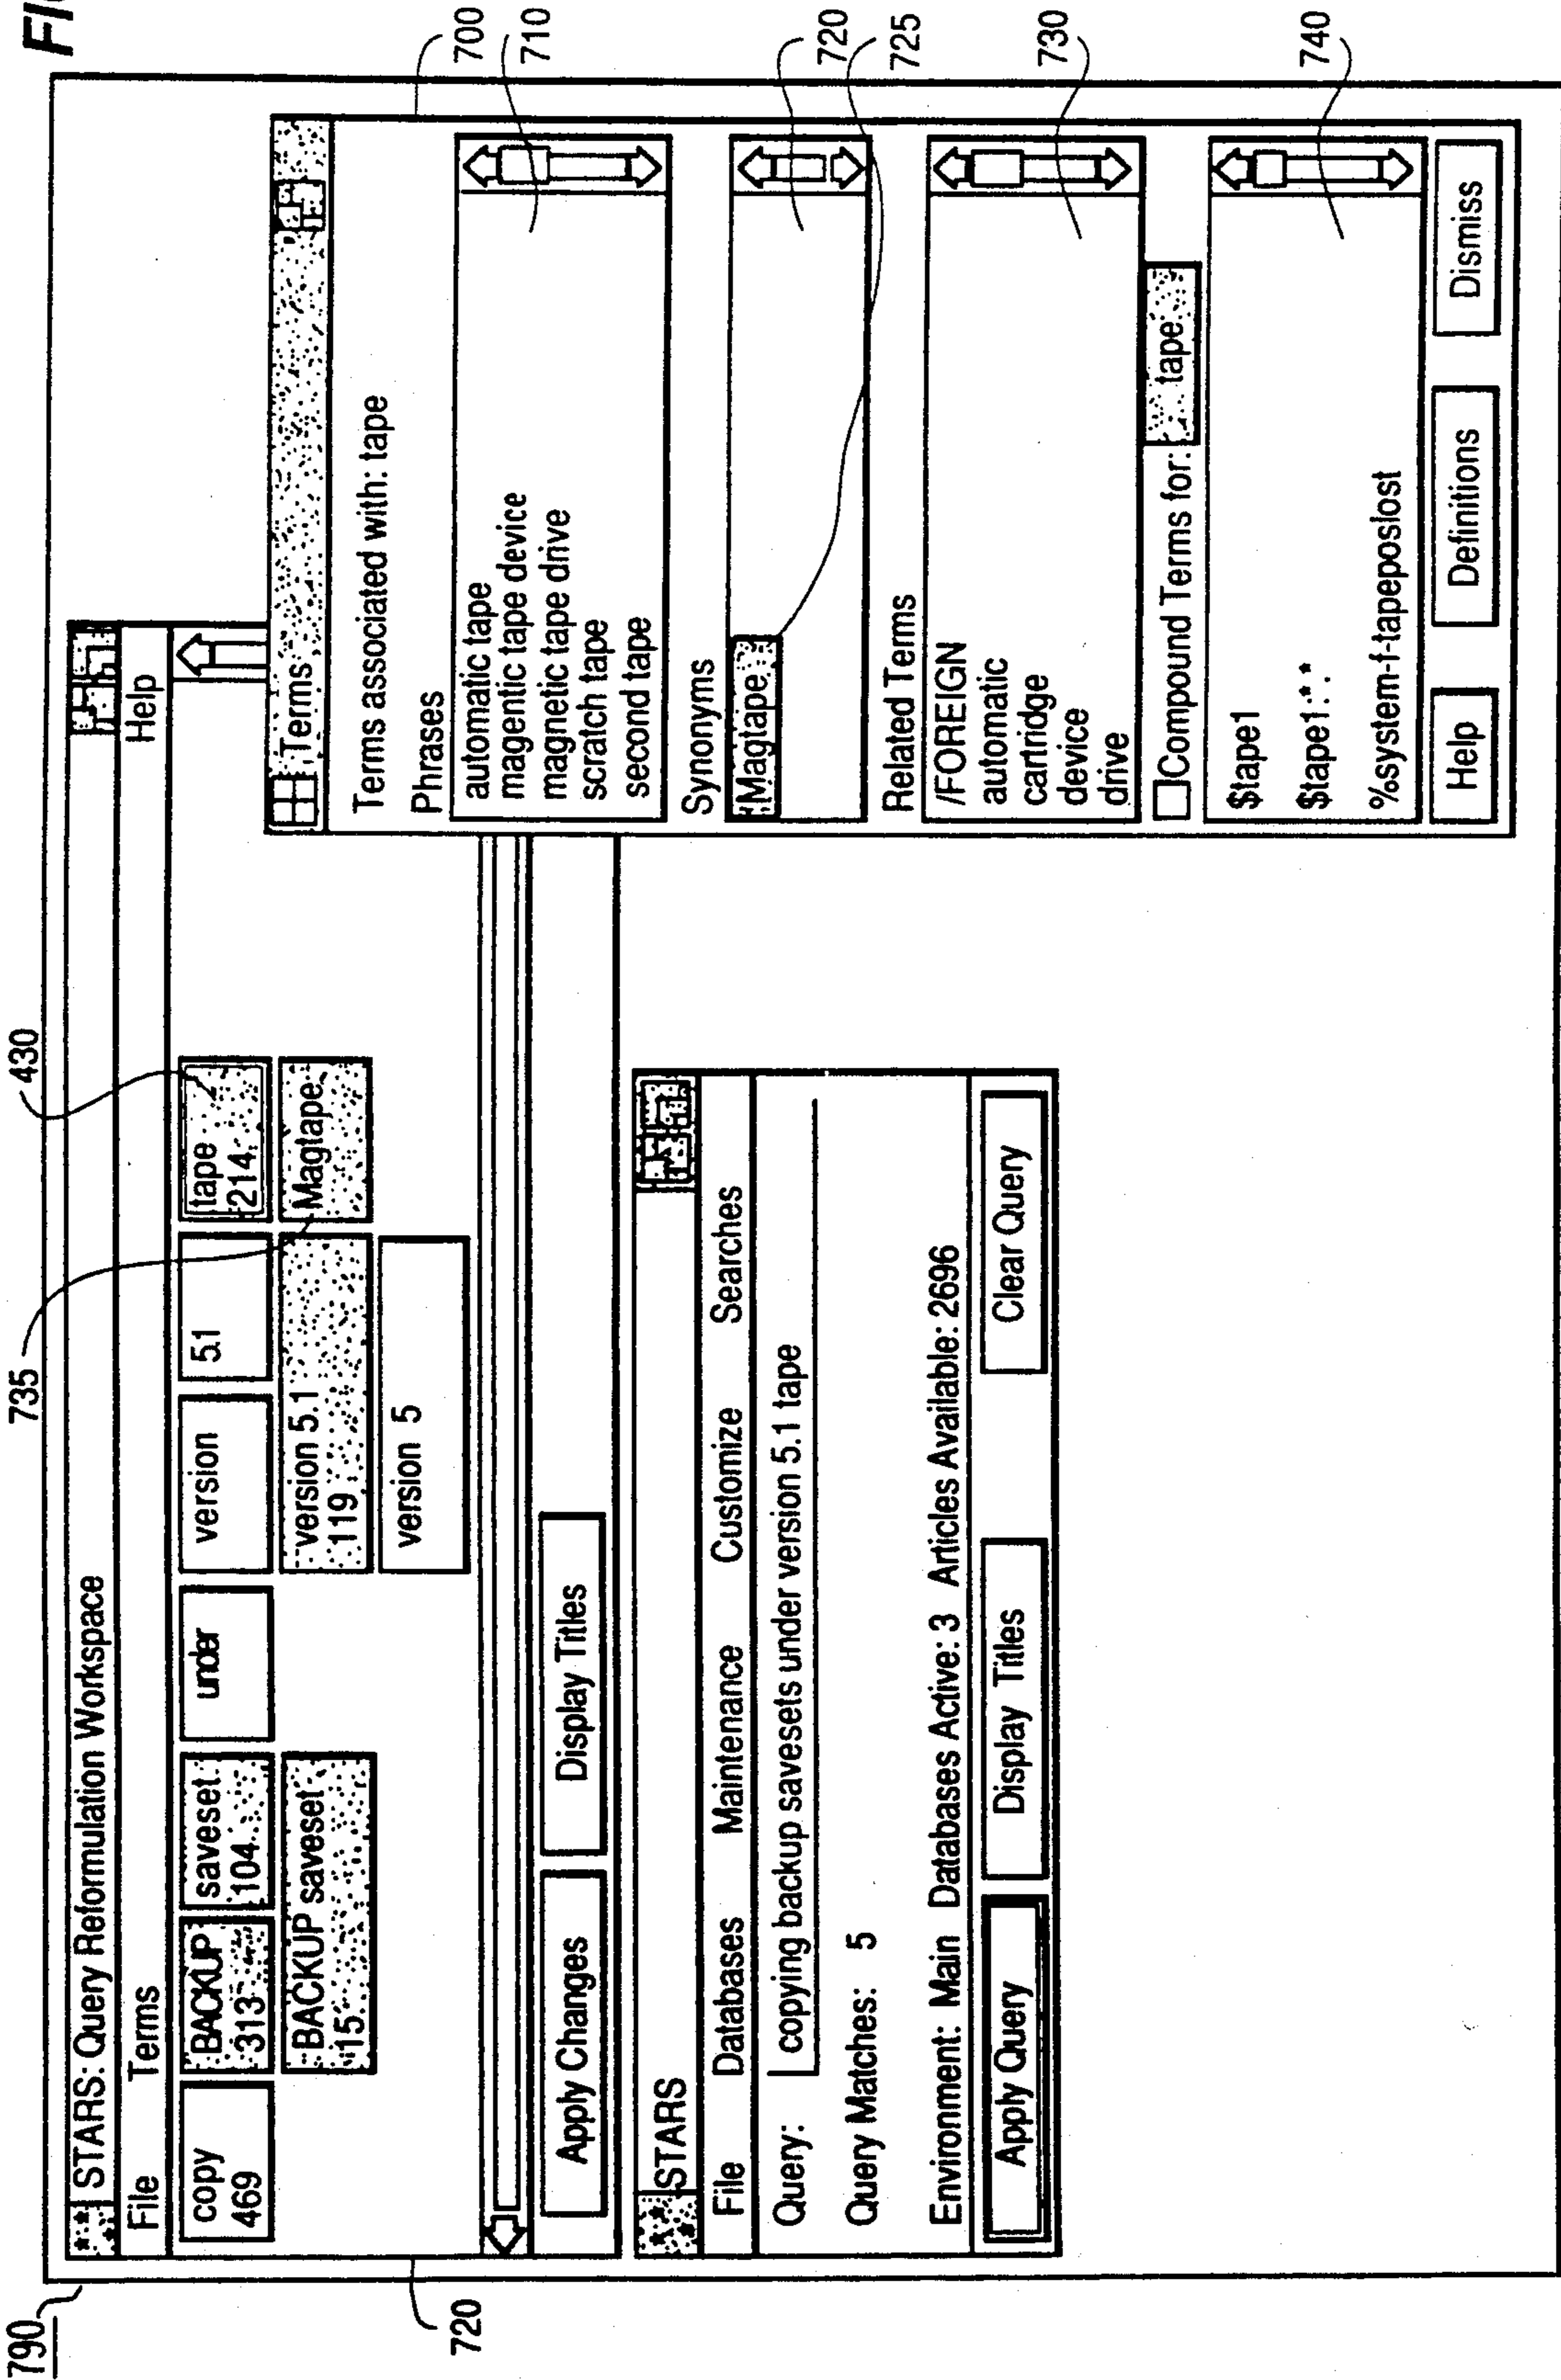 FIG
790
STARS: Query Reformulation Workspace
File Terms Help
copy 469
BACKUP 313
saveset 104
under
version
5.1
tape 214
BACKUP saveset 15
version 5.1 119
Magtape
version 5
735
430
720
Apply Changes Display Titles
STARS
File Databases Maintenance Customize Searches
Query: copying backup savesets under version 5.1 tape
Query Matches: 5
Environment: Main Databases Active: 3 Articles Available: 2696
Apply Query Display Titles Clear Query
Terms
Terms associated with: tape
Phrases
automatic tape
magentic tape device
magnetic tape drive
scratch tape
second tape
Synonyms
Magtape
Related Terms
/FOREIGN
automatic
cartridge
device
drive
Compound Terms for: tape
$tape1
$tape1:*.*
%system-f-tapeposlost
Help Definitions Dismiss
700
710
720
725
730
740